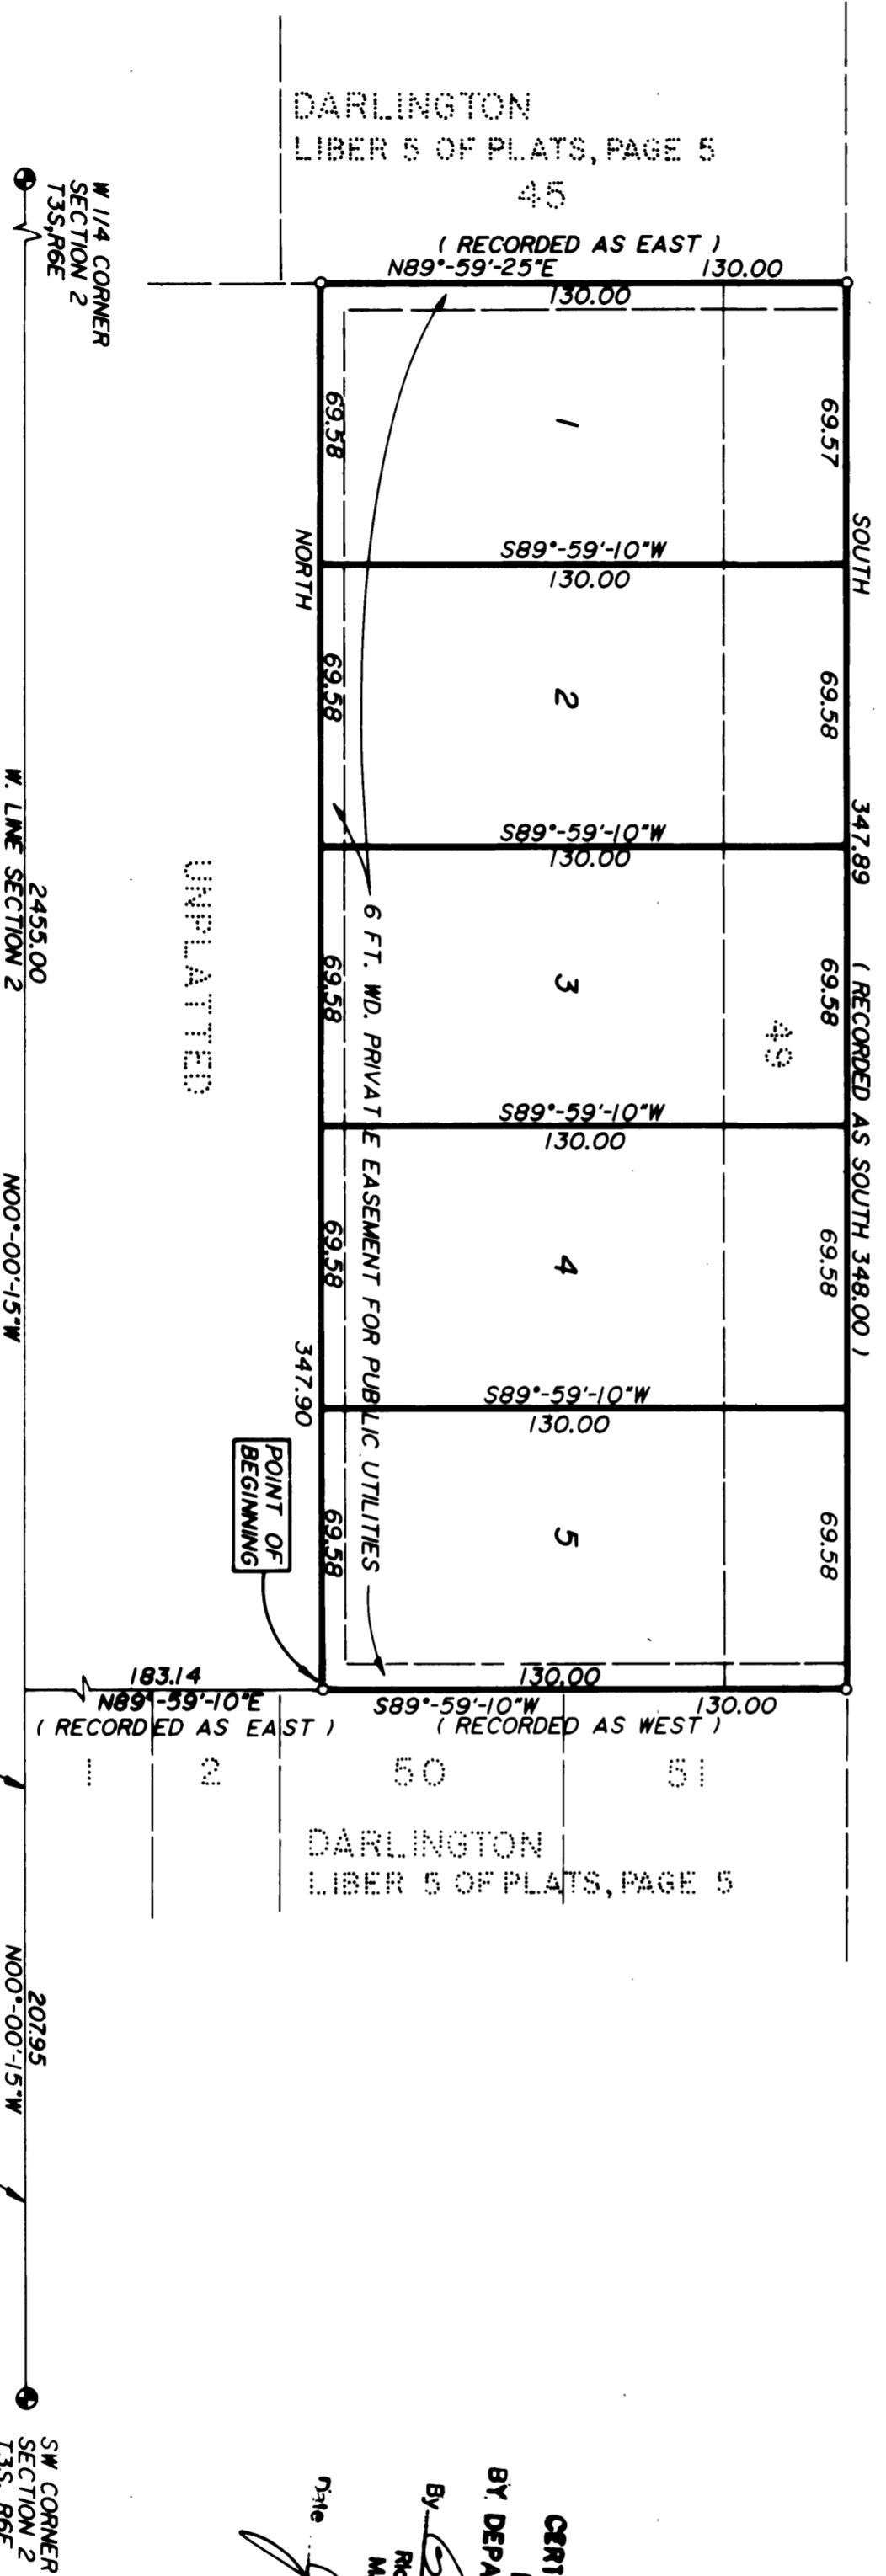 DARLINGTON
LIBER 5 OF PLATS, PAGE 5
45
( RECORDED AS EAST )
N89°-59'-25"E
130.00
130.00
W 1/4 CORNER
SECTION 2
T3S,R6E
1
69.58
69.57
NORTH
SOUTH
S89°-59'-10"W
130.00
2
69.58
69.58
347.89
( RECORDED AS SOUTH 348.00 )
S89°-59'-10"W
130.00
3
69.58
69.58
49
6 FT. WD. PRIVATE EASEMENT FOR PUBLIC UTILITIES
UNPLATTED
2455.00
W. LINE SECTION 2
N00°-00'-15"W
S89°-59'-10"W
130.00
4
69.58
69.58
347.90
S89°-59'-10"W
130.00
5
69.58
69.58
POINT OF
BEGINNING
183.14
N89°-59'-10"E
( RECORDED AS EAST )
130.00
S89°-59'-10"W
130.00
( RECORDED AS WEST )
1
2
50
51
DARLINGTON
LIBER 5 OF PLATS, PAGE 5
207.95
N00°-00'-15"W
SW CORNER
SECTION 2
T3S, R6E
CERT
BY DEPA
By
Date